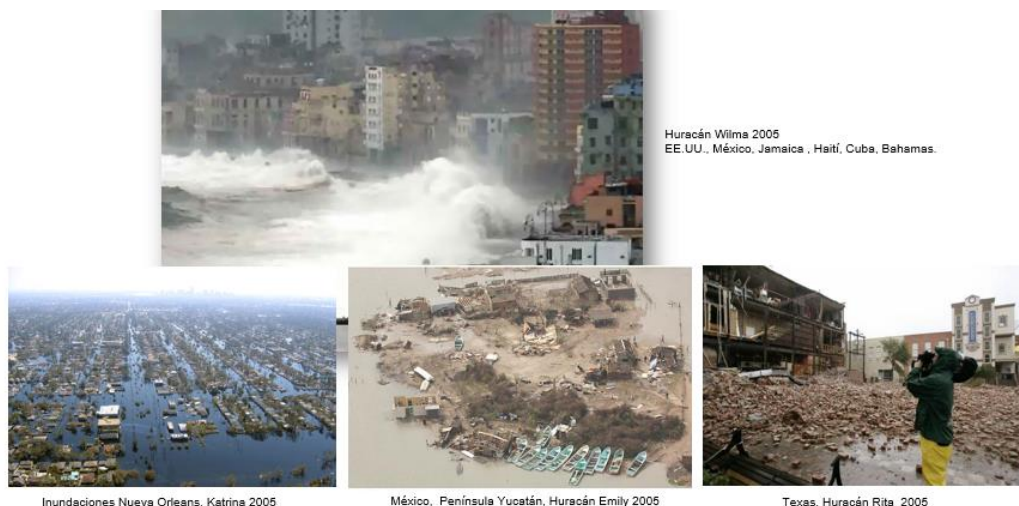 Huracán Wilma 2005
EE.UU., México, Jamaica , Haití, Cuba, Bahamas.
Inundaciones Nueva Orleans, Katrina 2005
México, Península Yucatán, Huracán Emily 2005
Texas, Huracán Rita 2005